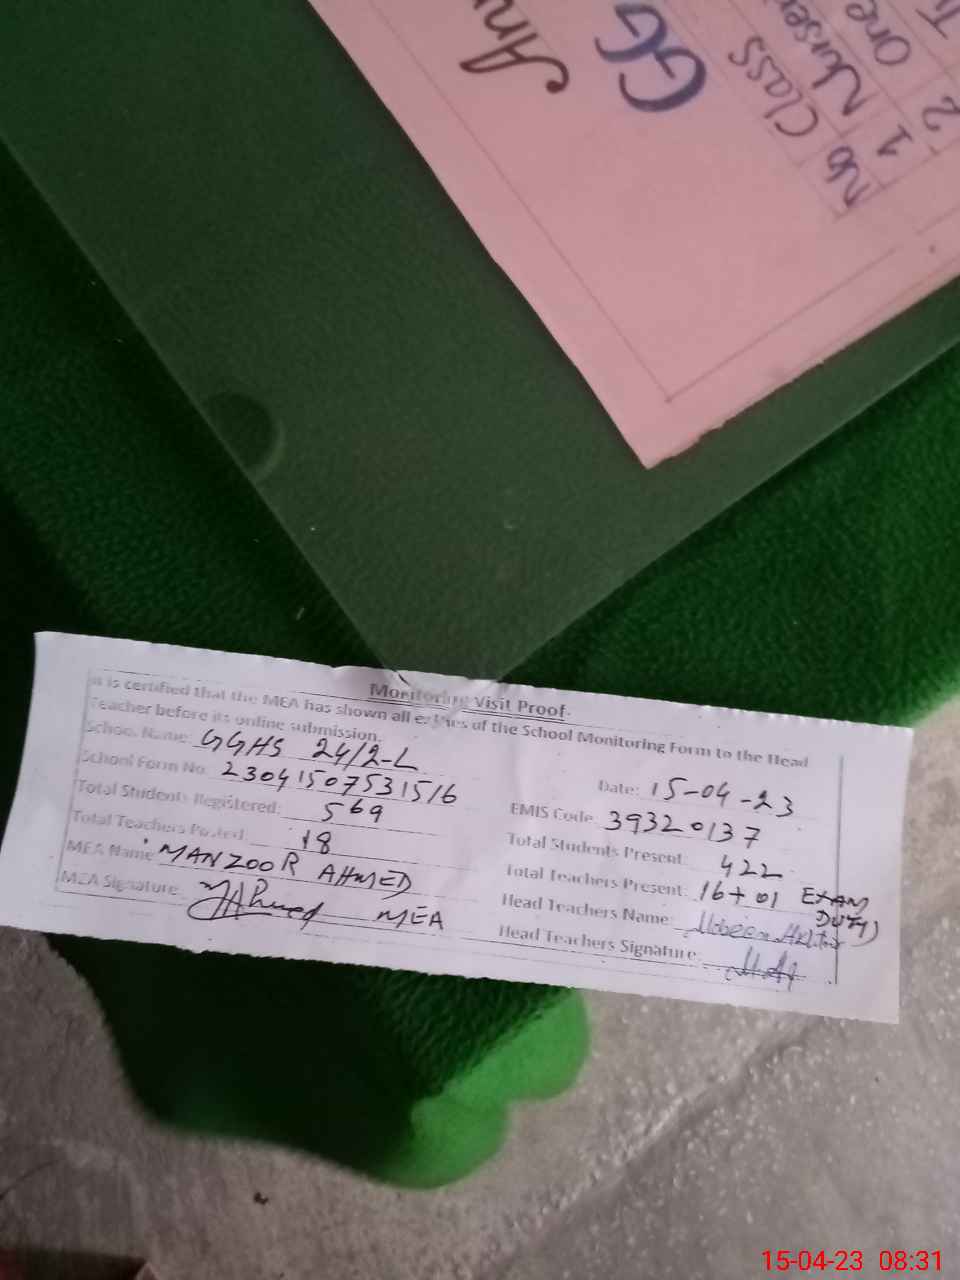 An
GG
No Class
1 Nurser
2 One
Monitoring Visit Proof.
It is certified that the MEA has shown all entries of the School Monitoring Form to the Head
Teacher before its online submission.
School Name: GGHS 24/2-L
Date: 15-04-23
School Form No: 23041507531516
EMIS Code 39320137
Total Students Registered: 569
Total Students Present: 422
Total Teachers Posted: 18
Total Teachers Present: 16+01 EXAM DUTY)
MEA Name: MANZOOR AHMED
Head Teachers Name:
MEA Signature: MEA
Head Teachers Signature:
15-04-23 08:31